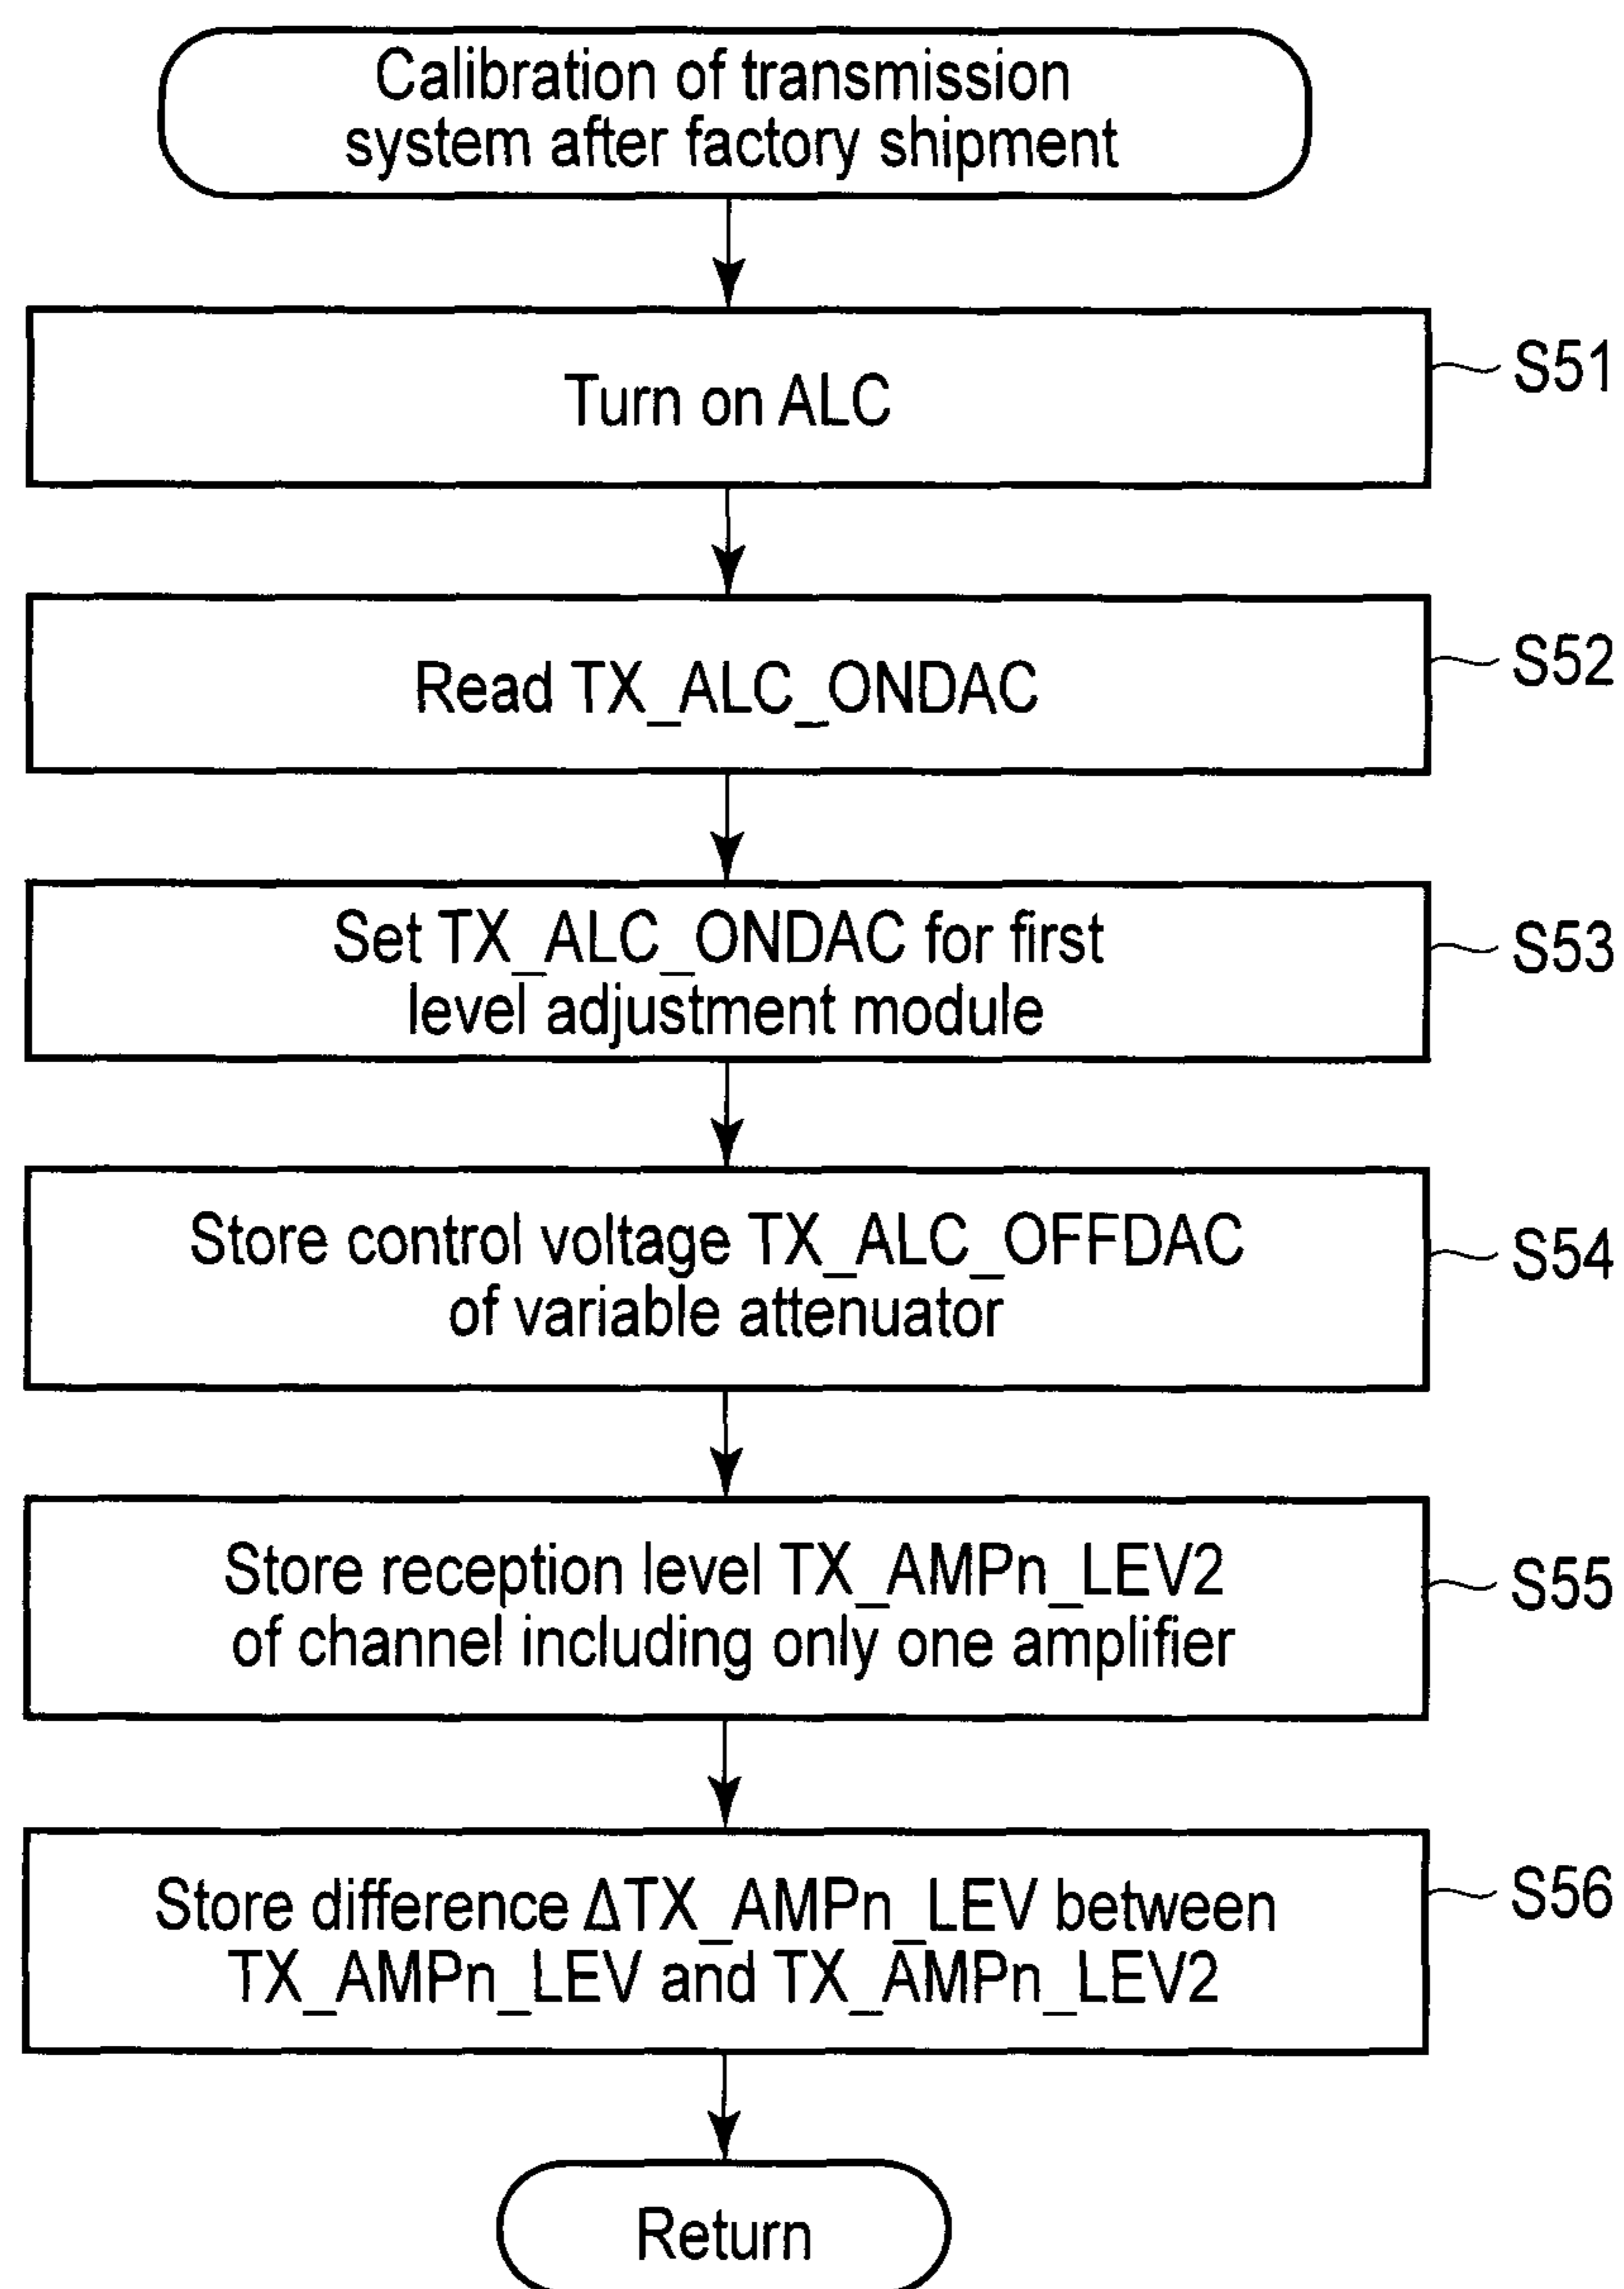 Calibration of transmission
system after factory shipment
Turn on ALC
S51
Read TX_ALC_ONDAC
S52
Set TX_ALC_ONDAC for first
level adjustment module
S53
Store control voltage TX_ALC_OFFDAC
of variable attenuator
S54
Store reception level TX_AMPn_LEV2
of channel including only one amplifier
S55
Store difference ΔTX_AMPn_LEV between
TX_AMPn_LEV and TX_AMPn_LEV2
S56
Return